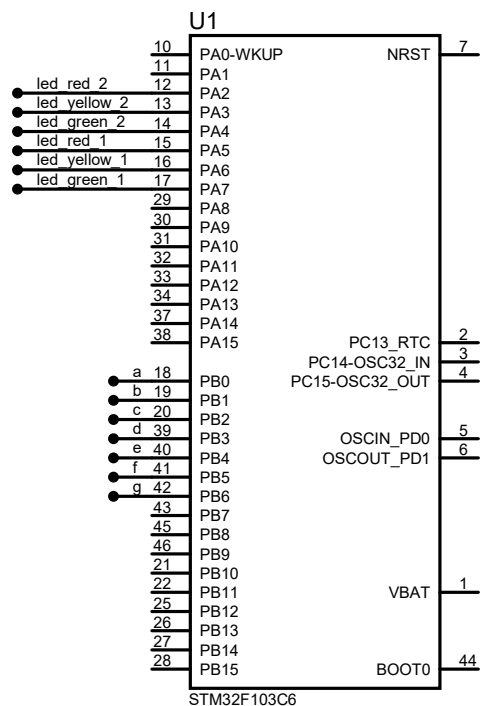 U1
10 PA0-WKUP NRST 7
11 PA1
led_red_2 12 PA2
led_yellow_2 13 PA3
led_green_2 14 PA4
led_red_1 15 PA5
led_yellow_1 16 PA6
led_green_1 17 PA7
29 PA8
30 PA9
31 PA10
32 PA11
33 PA12
34 PA13
37 PA14
38 PA15 PC13_RTC 2
PC14-OSC32_IN 3
a 18 PB0 PC15-OSC32_OUT 4
b 19 PB1
c 20 PB2
d 39 PB3 OSCIN_PD0 5
e 40 PB4 OSCOUT_PD1 6
f 41 PB5
g 42 PB6
43 PB7
45 PB8
46 PB9
21 PB10
22 PB11 VBAT 1
25 PB12
26 PB13
27 PB14
28 PB15 BOOT0 44
STM32F103C6